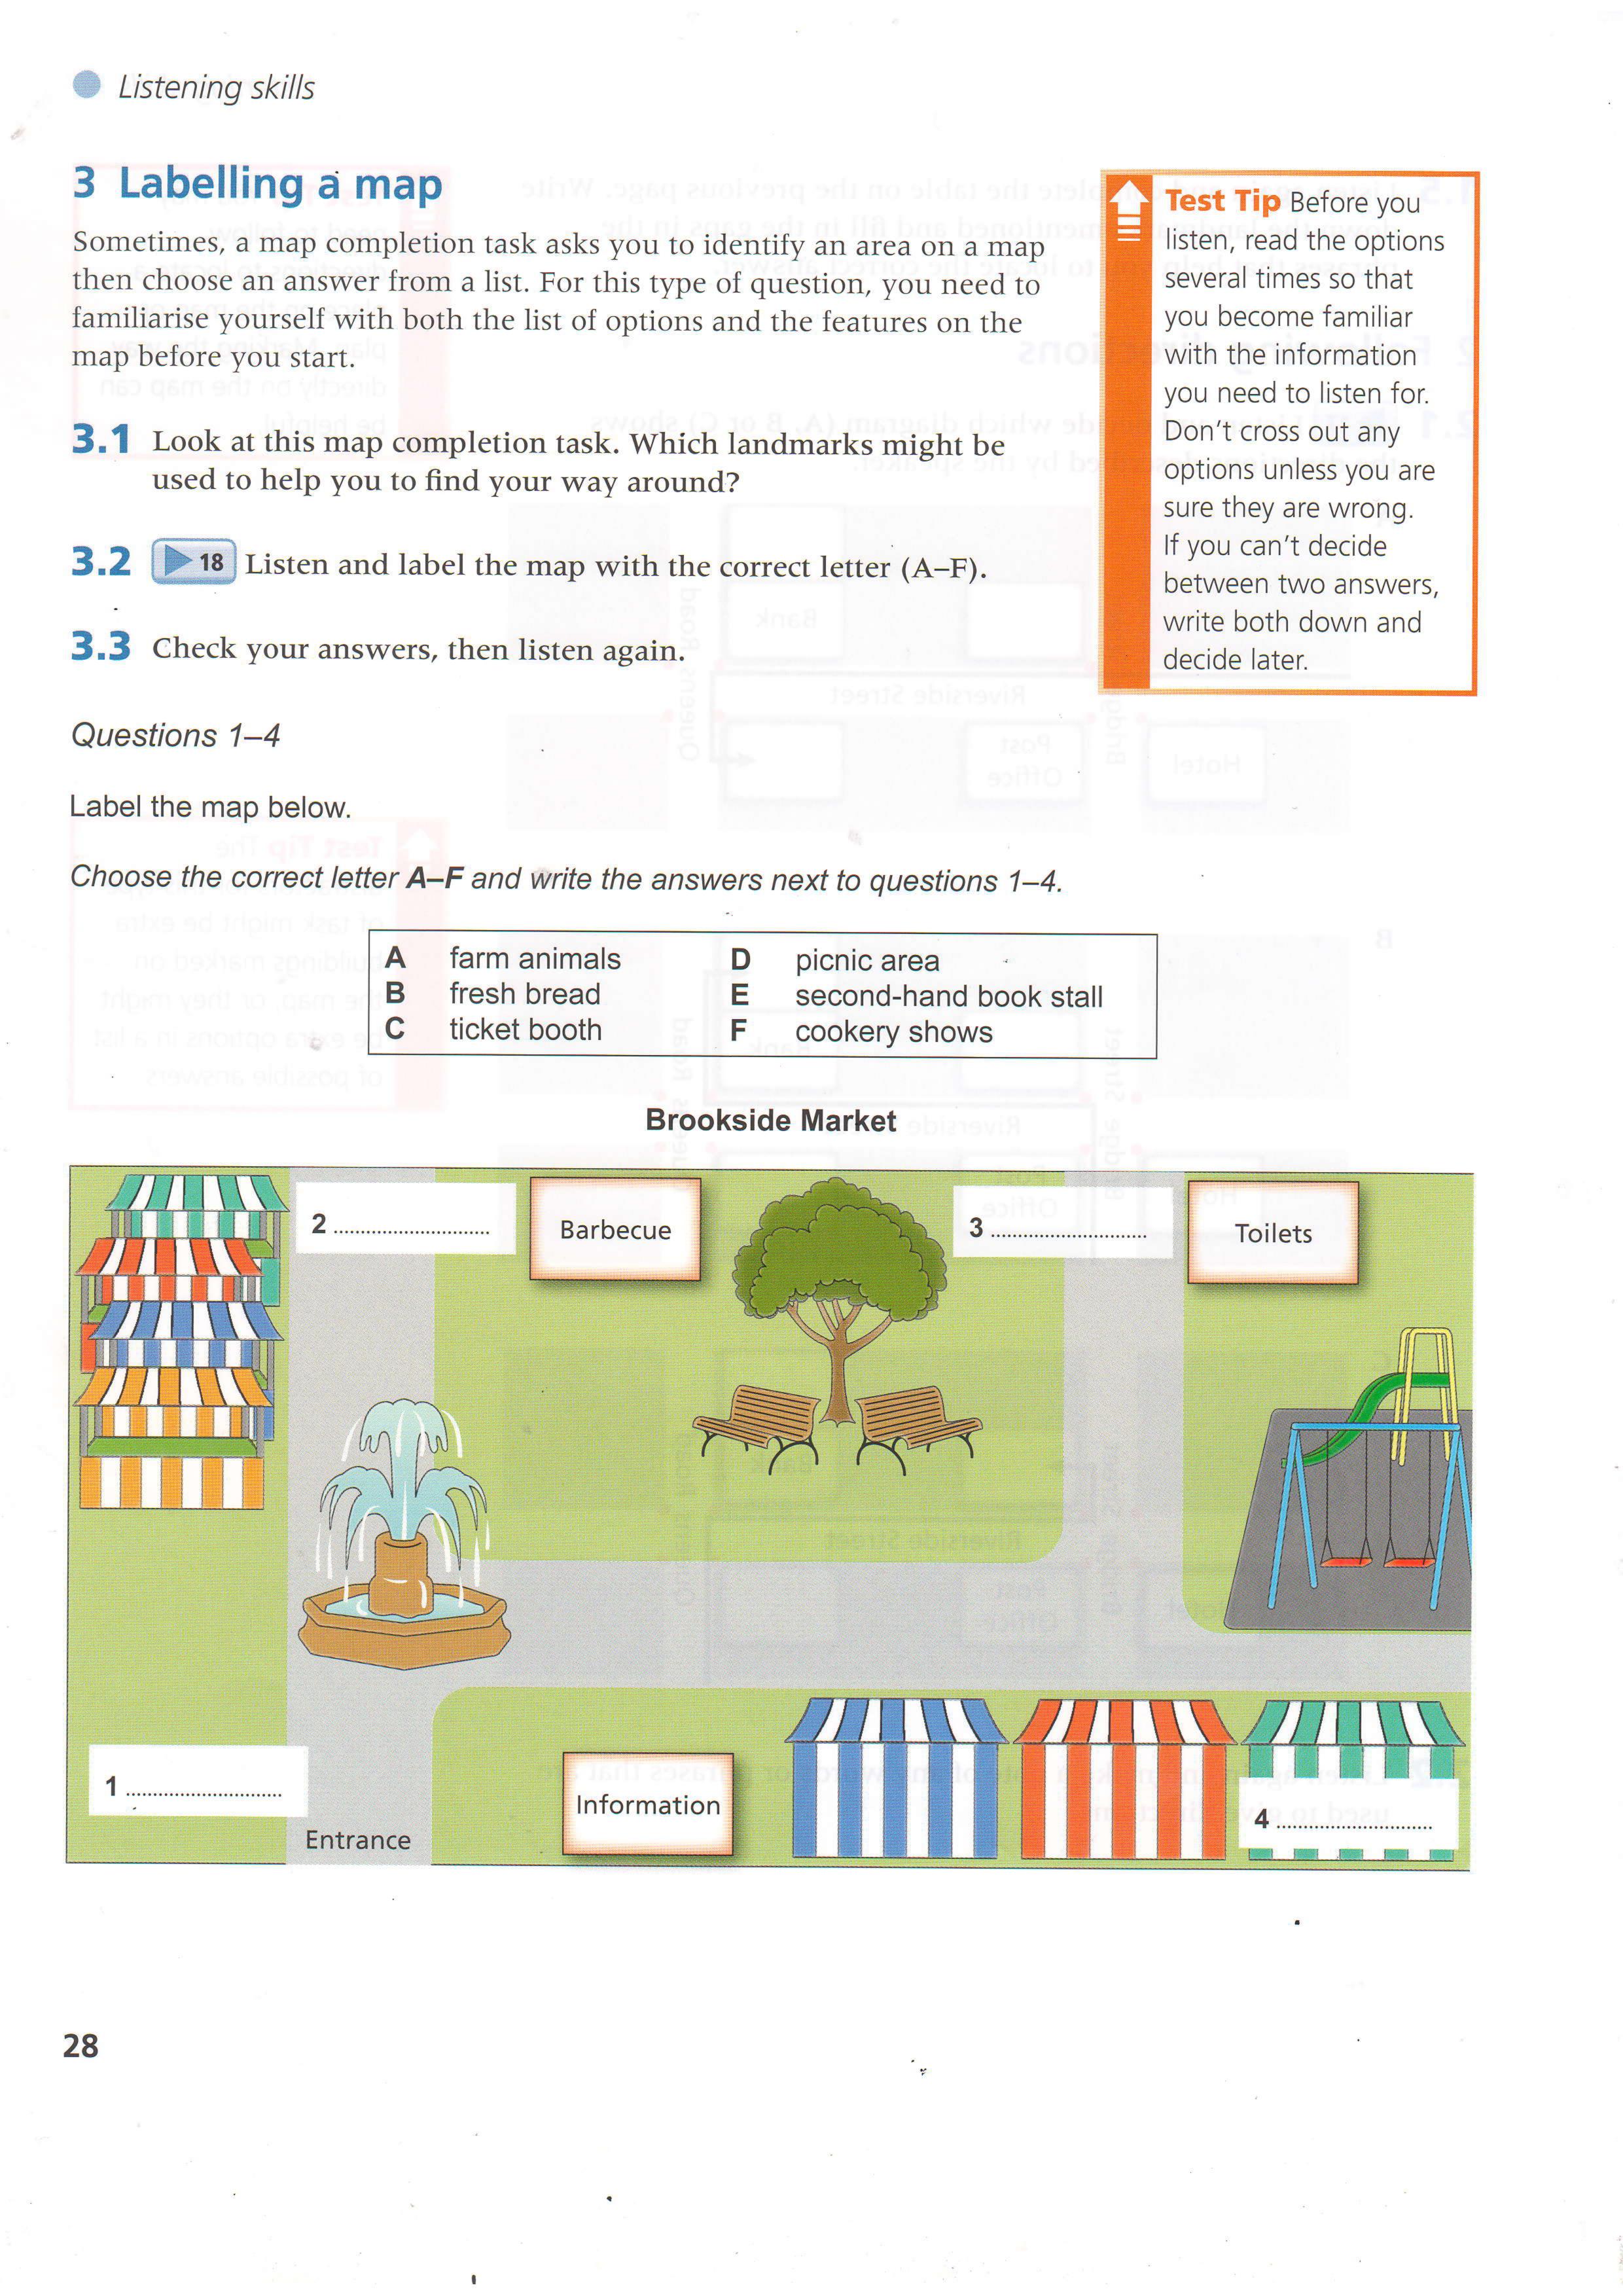 Listening skills
3 Labelling a map
Sometimes, a map completion task asks you to identify an area on a map
then choose an answer from a list. For this type of question, you need to
familiarise yourself with both the list of options and the features on the
map before you start.
3.1 Look at this map completion task. Which landmarks might be
used to help you to find your way around?
3.2 18 Listen and label the map with the correct letter (A–F).
3.3 Check your answers, then listen again.
Test Tip Before you
listen, read the options
several times so that
you become familiar
with the information
you need to listen for.
Don't cross out any
options unless you are
sure they are wrong.
If you can't decide
between two answers,
write both down and
decide later.
Questions 1–4
Label the map below.
Choose the correct letter A–F and write the answers next to questions 1–4.
A farm animals D picnic area
B fresh bread E second-hand book stall
C ticket booth F cookery shows
Brookside Market
2 ............................
Barbecue
3 ............................
Toilets
1 ............................
Entrance
Information
4 ............................
28